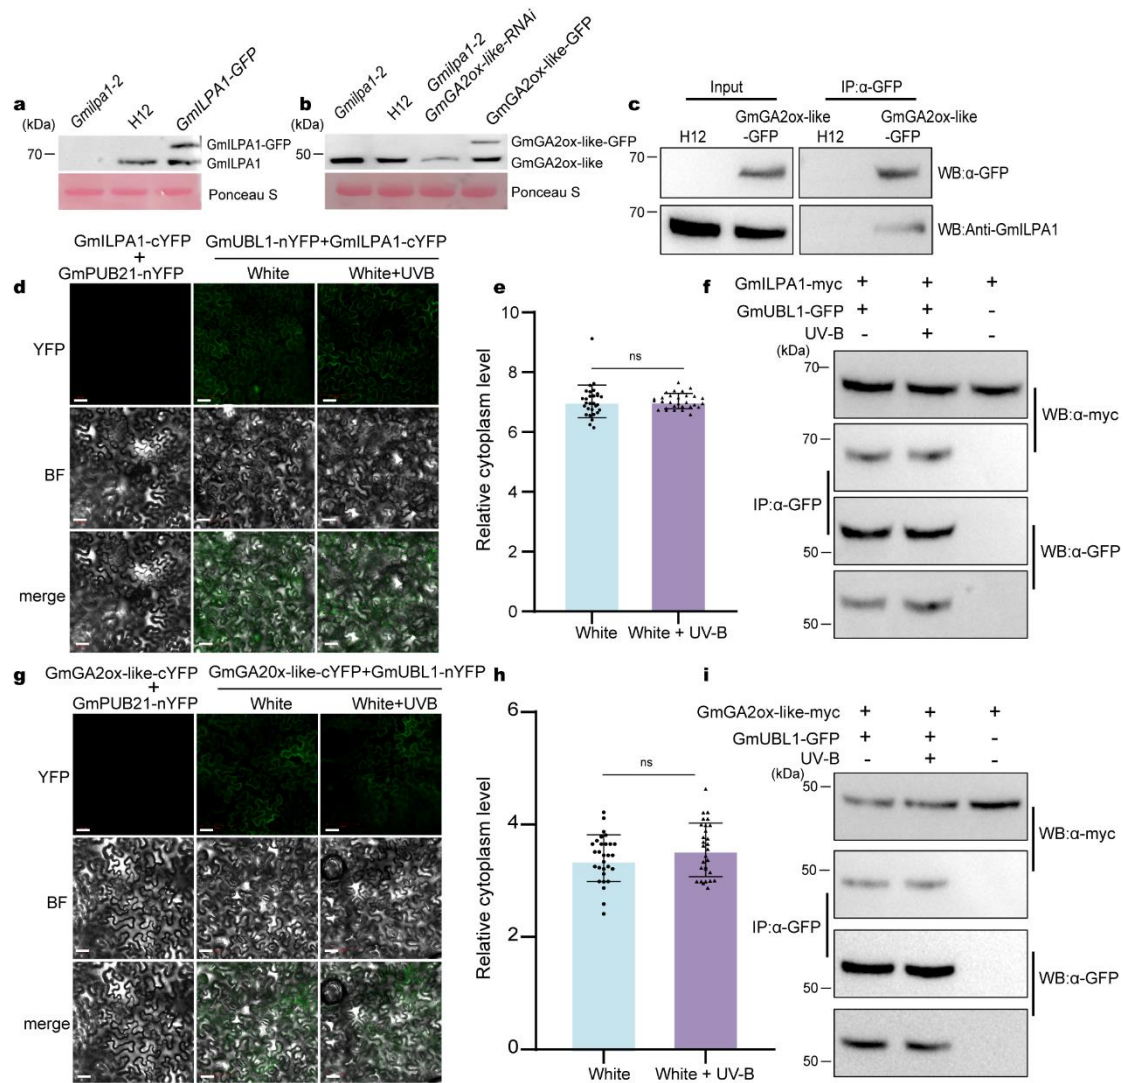 a
(kDa)
Gmilpa1-2
H12
GmILPA1-GFP
70
GmILPA1-GFP
GmILPA1
Ponceau S
b
(kDa)
Gmilpa1-2
H12
Gmilpa1-2
GmGA2ox-like-RNAi
GmGA2ox-like-GFP
50
GmGA2ox-like-GFP
GmGA2ox-like
Ponceau S
c
(kDa)
Input
IP:α-GFP
H12
GmGA2ox-like
-GFP
H12
GmGA2ox-like
-GFP
70
WB:α-GFP
70
WB:Anti-GmILPA1
GmILPA1-cYFP
+
GmPUB21-nYFP
GmUBL1-nYFP+GmILPA1-cYFP
White
White+UVB
d
YFP
BF
merge
e
Relative cytoplasm level
10
8
6
4
2
0
ns
White
White + UV-B
f
GmILPA1-myc + + +
GmUBL1-GFP + + -
UV-B - + -
(kDa)
70
WB:α-myc
70
IP:α-GFP
50
WB:α-GFP
50
g
GmGA2ox-like-cYFP
+
GmPUB21-nYFP
GmGA20x-like-cYFP+GmUBL1-nYFP
White
White+UVB
YFP
BF
merge
h
Relative cytoplasm level
6
4
2
0
ns
White
White + UV-B
i
GmGA2ox-like-myc + + +
GmUBL1-GFP + + -
UV-B - + -
(kDa)
50
WB:α-myc
50
IP:α-GFP
50
WB:α-GFP
50